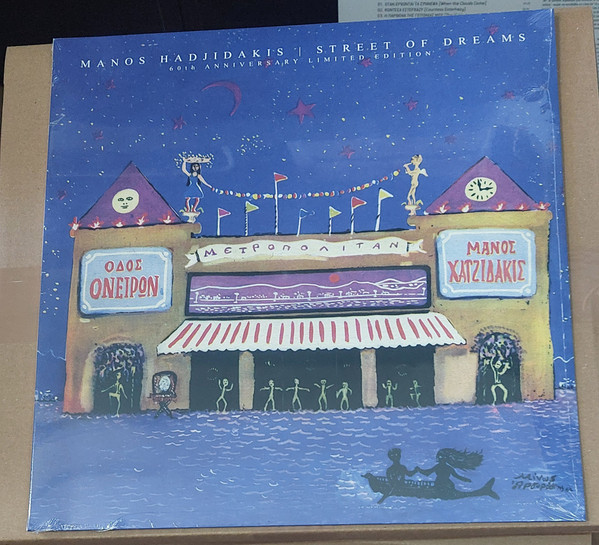 MANOS HADJIDAKIS | STREET OF DREAMS
60th ANNIVERSARY LIMITED EDITION
ΜΕΤΡΟΠΟΛΙΤΑΝ
ΟΔΟΣ
ΟΝΕΙΡΩΝ
ΜΑΝΟΣ
ΧΑΤΖΙΔΑΚΙΣ